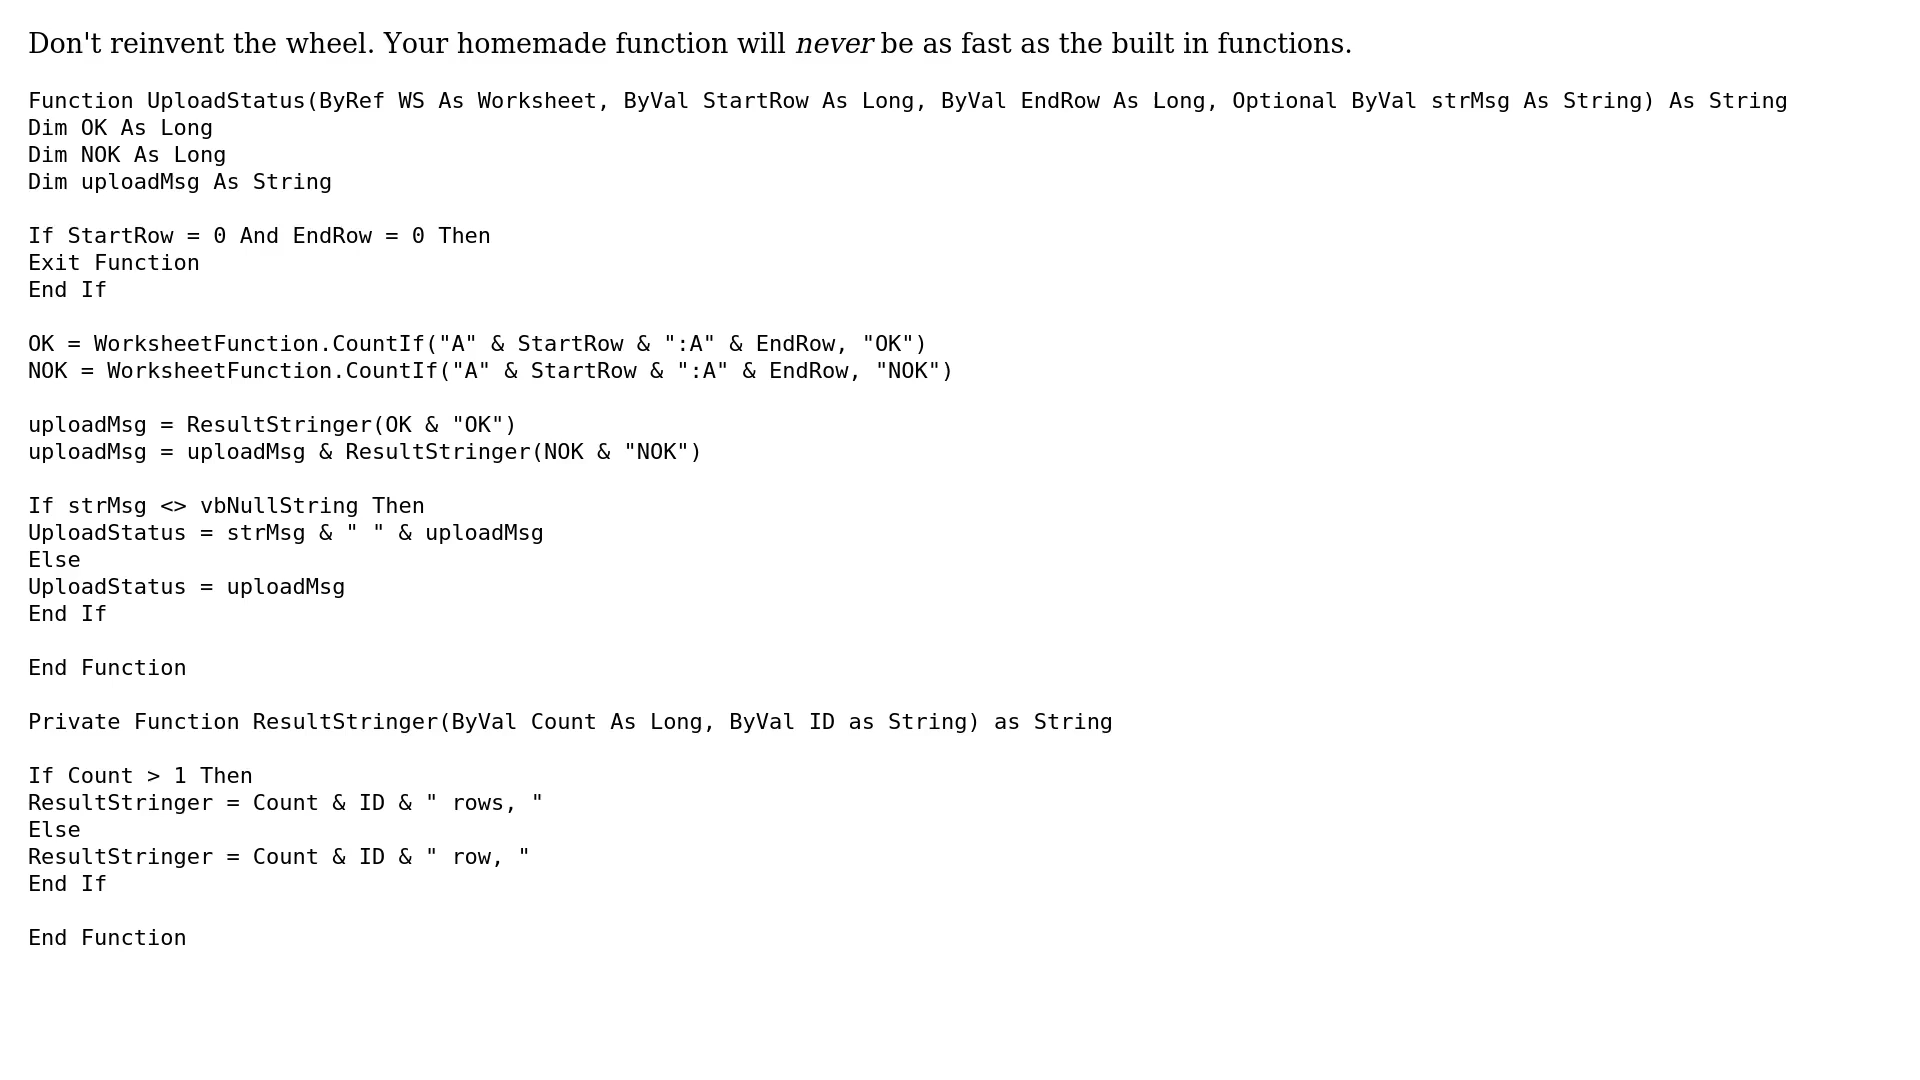 Don't reinvent the wheel. Your homemade function will never be as fast as the built in functions.
Function UploadStatus(ByRef WS As Worksheet, ByVal StartRow As Long, ByVal EndRow As Long, Optional ByVal strMsg As String) As String
Dim OK As Long
Dim NOK As Long
Dim uploadMsg As String
If StartRow = 0 And EndRow = 0 Then
Exit Function
End If
OK = WorksheetFunction.CountIf("A" & StartRow & ":A" & EndRow, "OK")
NOK = WorksheetFunction.CountIf("A" & StartRow & ":A" & EndRow, "NOK")
uploadMsg = ResultStringer(OK & "OK")
uploadMsg = uploadMsg & ResultStringer(NOK & "NOK")
If strMsg <> vbNullString Then
UploadStatus = strMsg & " " & uploadMsg
Else
UploadStatus = uploadMsg
End If
End Function
Private Function ResultStringer(ByVal Count As Long, ByVal ID as String) as String
If Count > 1 Then
ResultStringer = Count & ID & " rows, "
Else
ResultStringer = Count & ID & " row, "
End If
End Function